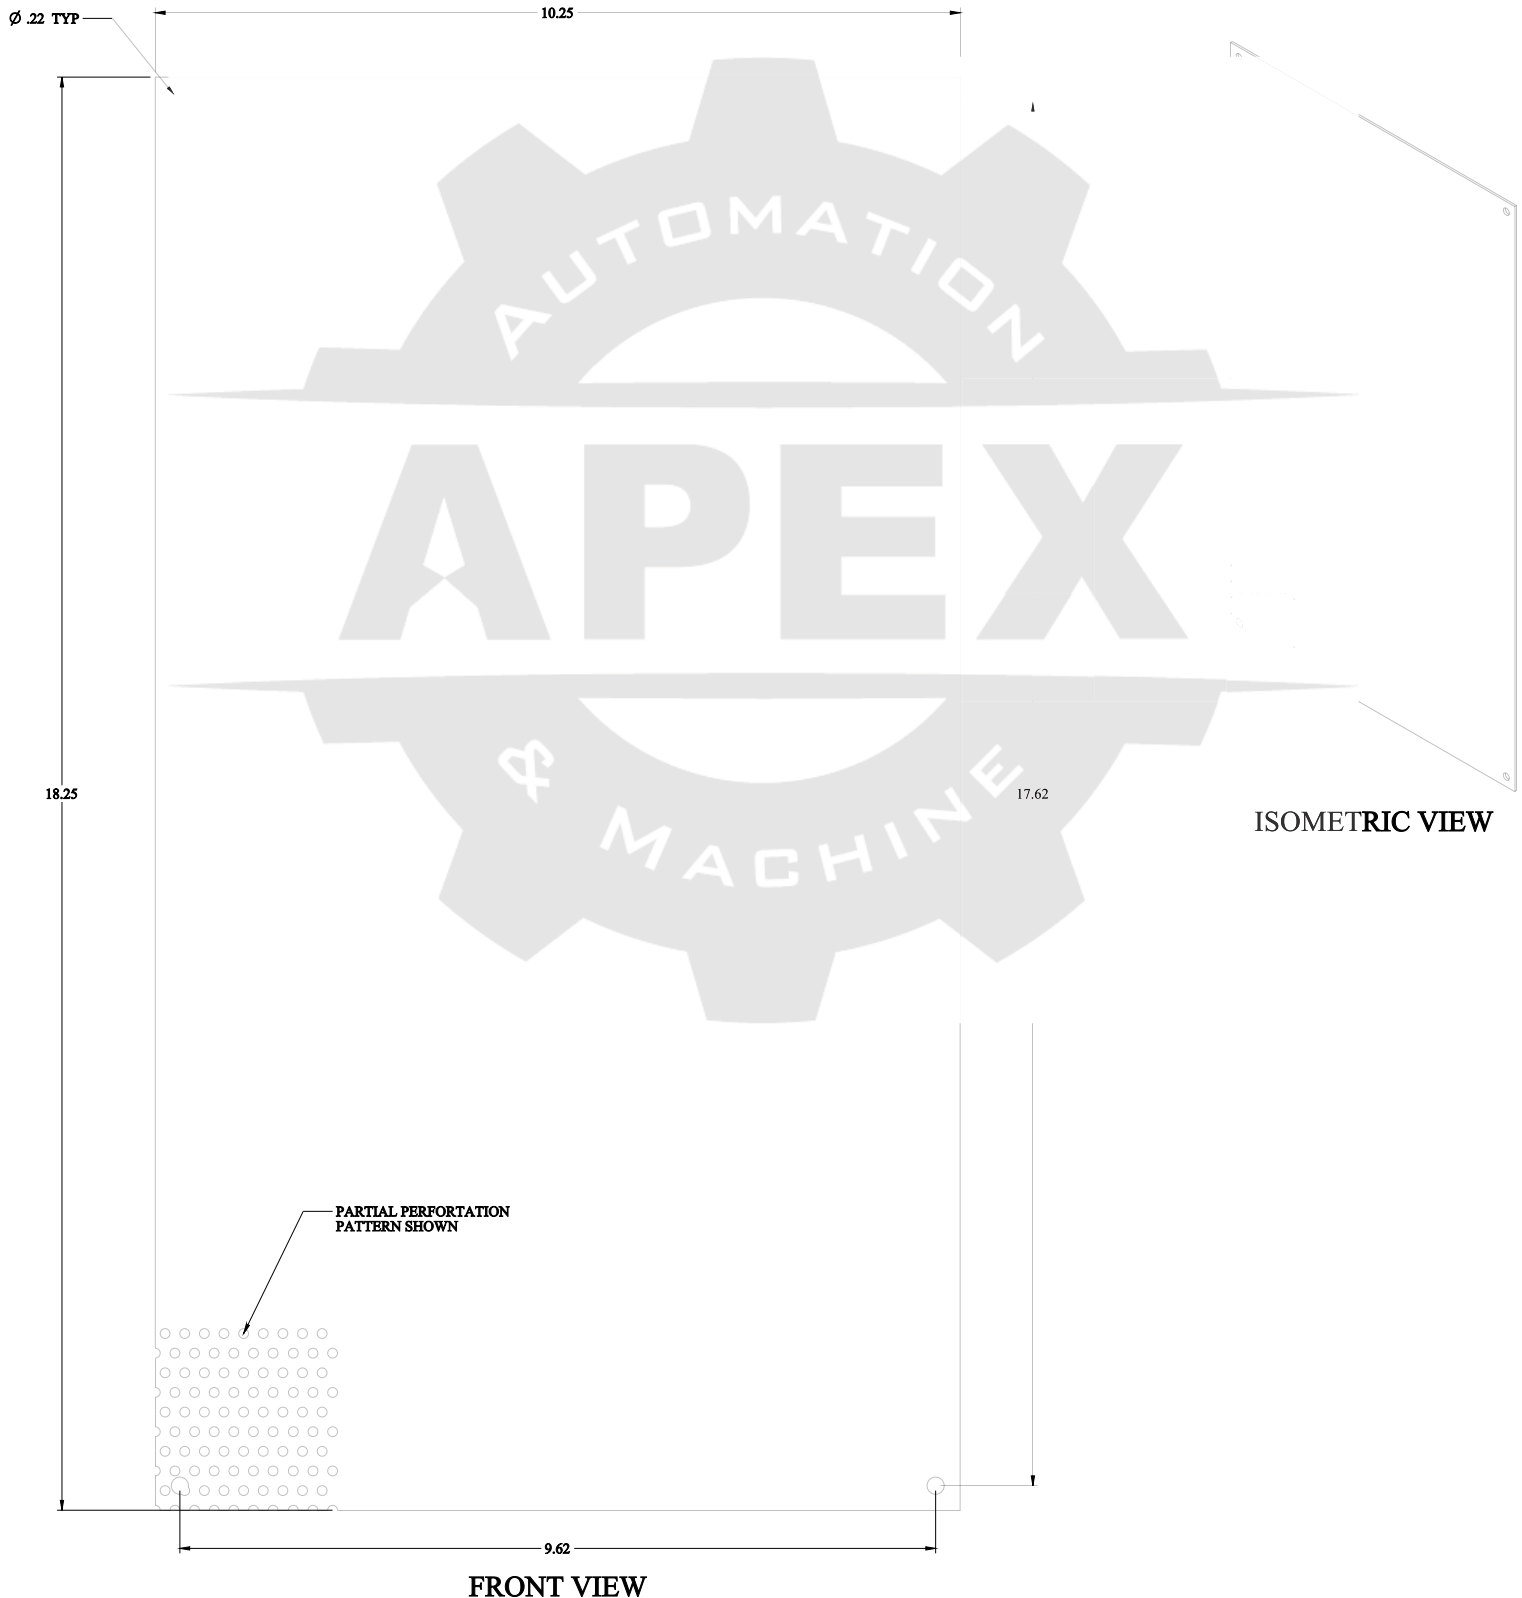 Ø .22 TYP
10.25
AUTOMATION
APEX
18.25
& MACHINE
17.62
ISOMETRIC VIEW
PARTIAL PERFORTATION
PATTERN SHOWN
9.62
FRONT VIEW